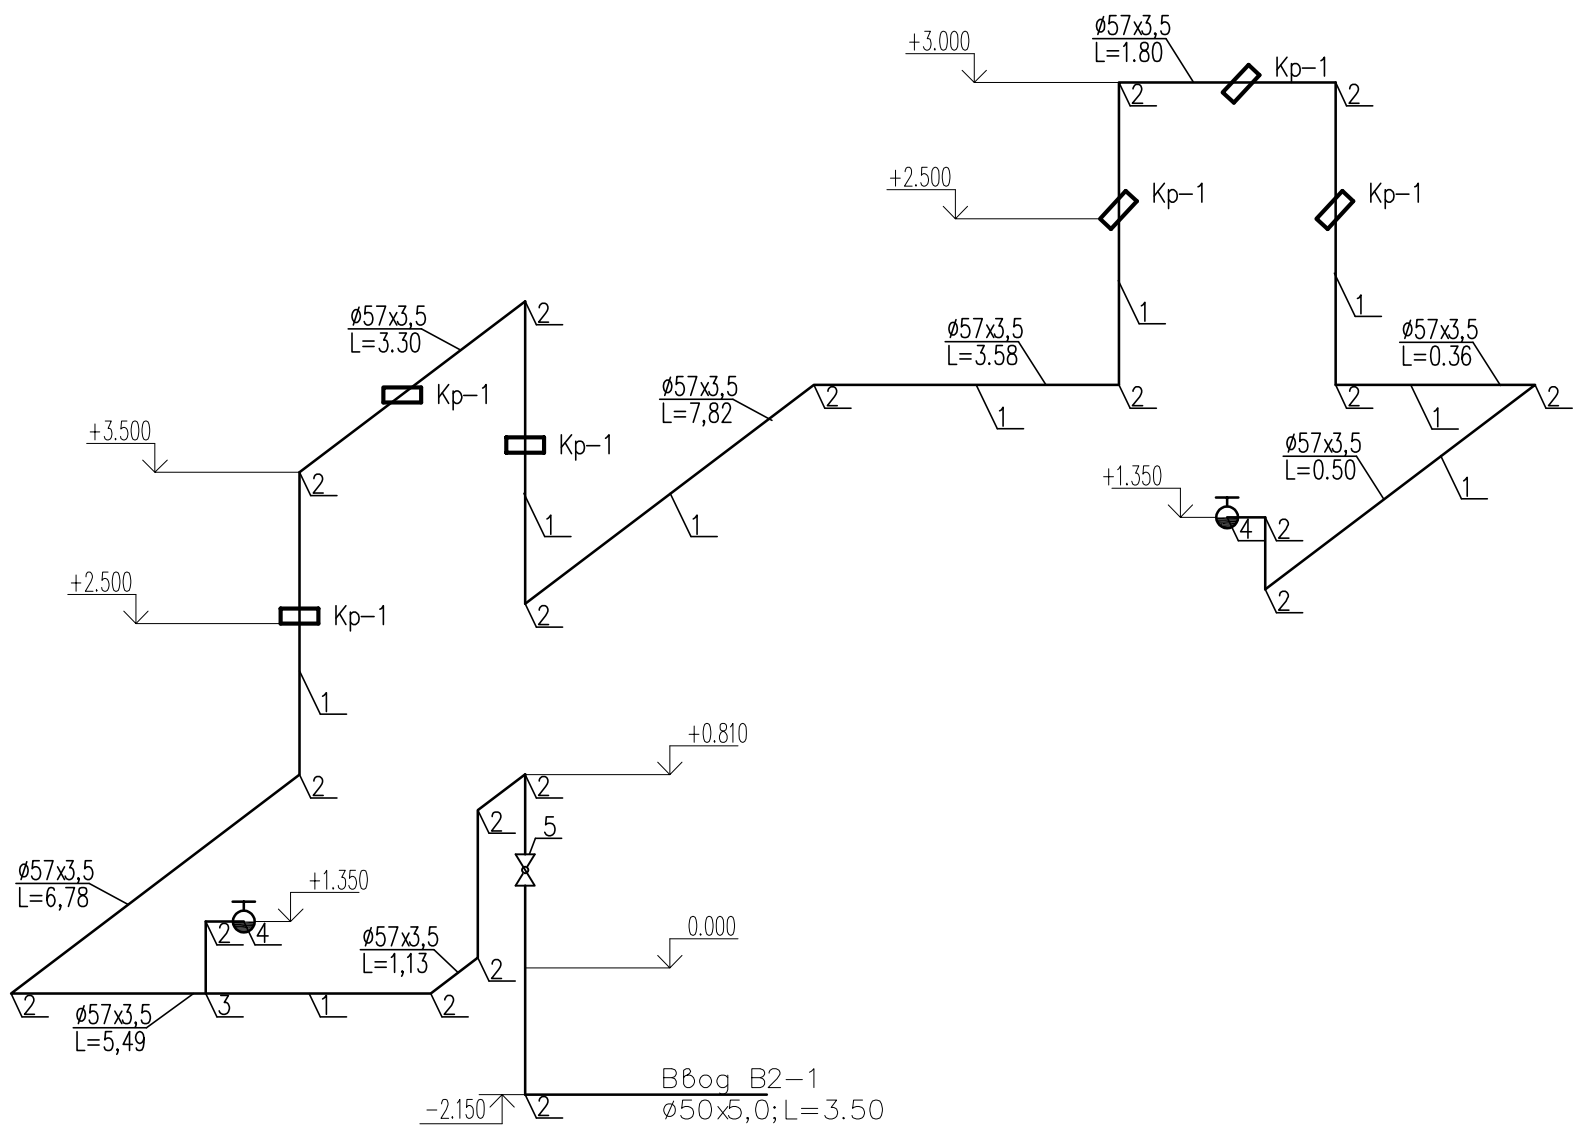 ø57x3,5
L=1.80
+3.000
Кр-1
2
2
+2.500
Кр-1
Кр-1
1
1
ø57x3,5
L=3.30
2
Кр-1
ø57x3,5
L=3.58
ø57x3,5
L=0.36
ø57x3,5
L=7,82
2
1
2
2
1
2
+3.500
Кр-1
2
1
1
ø57x3,5
L=0.50
1
+1.350
4
2
2
2
+2.500
Кр-1
1
2
+0.810
2
2
5
ø57x3,5
L=6,78
+1.350
2
4
ø57x3,5
L=1,13
0.000
2
2
3
1
2
ø57x3,5
L=5,49
Ввод В2-1
ø50x5,0; L=3.50
-2.150
2